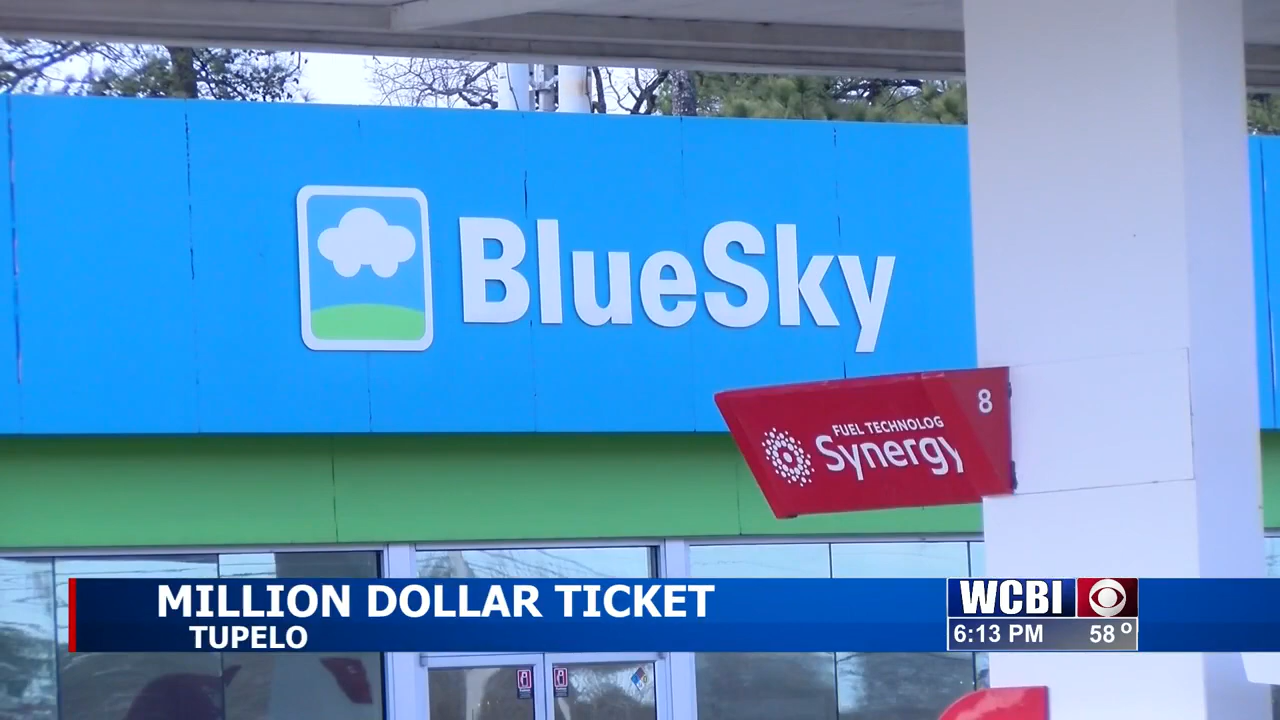 BlueSky
8
FUEL TECHNOLOG
Synergy
MILLION DOLLAR TICKET
TUPELO
WCBI
6:13 PM 58°